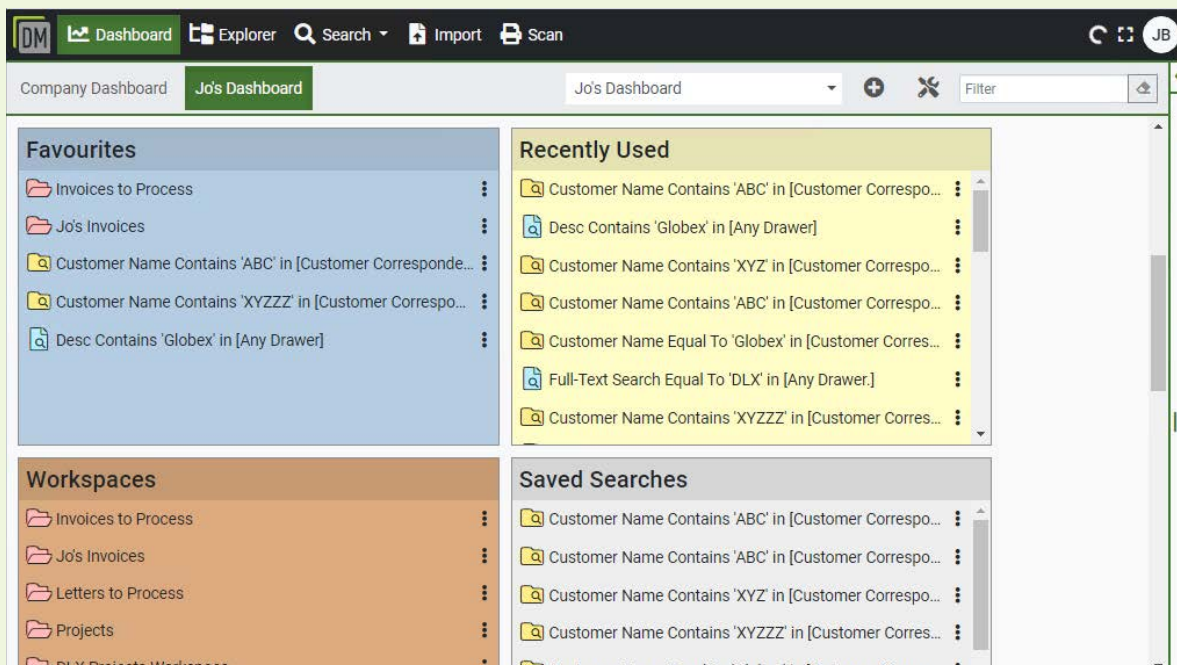 DM Dashboard Explorer Search Import Scan JB
Company Dashboard Jo's Dashboard Jo's Dashboard Filter
Favourites
Invoices to Process
Jo's Invoices
Customer Name Contains 'ABC' in [Customer Corresponde...
Customer Name Contains 'XYZZZ' in [Customer Correspo...
Desc Contains 'Globex' in [Any Drawer]
Recently Used
Customer Name Contains 'ABC' in [Customer Correspo...
Desc Contains 'Globex' in [Any Drawer]
Customer Name Contains 'XYZ' in [Customer Correspo...
Customer Name Contains 'ABC' in [Customer Correspo...
Customer Name Equal To 'Globex' in [Customer Corres...
Full-Text Search Equal To 'DLX' in [Any Drawer.]
Customer Name Contains 'XYZZZ' in [Customer Corres...
Workspaces
Invoices to Process
Jo's Invoices
Letters to Process
Projects
DLX Projects Workspace
Saved Searches
Customer Name Contains 'ABC' in [Customer Correspo...
Customer Name Contains 'ABC' in [Customer Correspo...
Customer Name Contains 'XYZ' in [Customer Correspo...
Customer Name Contains 'XYZZZ' in [Customer Corres...